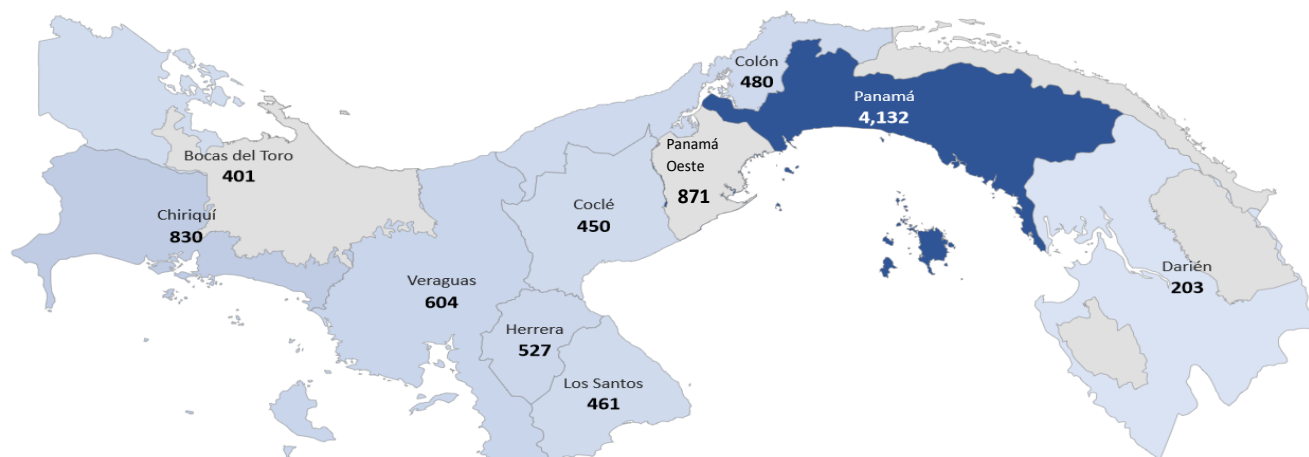 Colón
480
Panamá
4,132
Panamá
Oeste
871
Bocas del Toro
401
Chiriquí
830
Coclé
450
Veraguas
604
Darién
203
Herrera
527
Los Santos
461